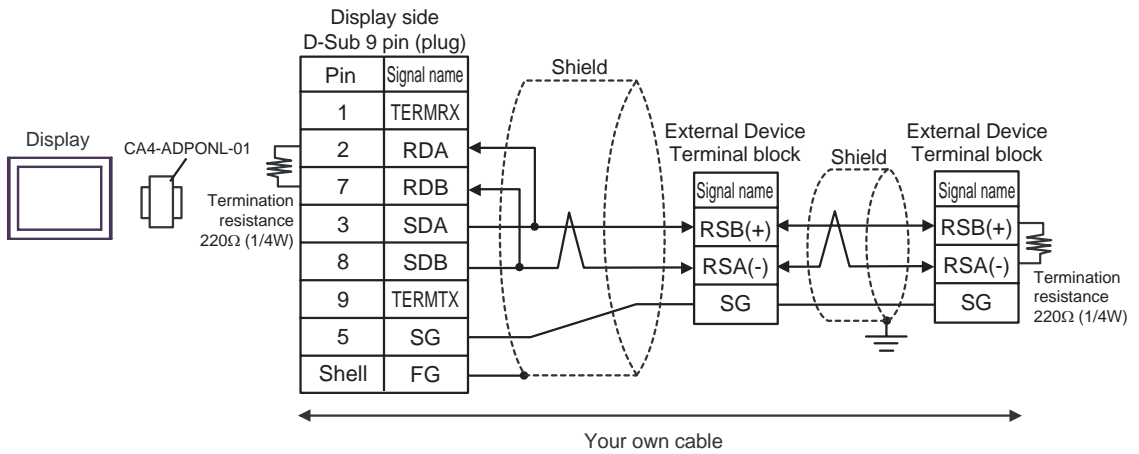 Display side
D-Sub 9 pin (plug)
Pin Signal name
1 TERMRX
2 RDA
7 RDB
3 SDA
8 SDB
9 TERMTX
5 SG
Shell FG
Display
CA4-ADPONL-01
Termination
resistance
220Ω (1/4W)
Shield
External Device
Terminal block
Signal name
RSB(+)
RSA(-)
SG
Shield
External Device
Terminal block
Signal name
RSB(+)
RSA(-)
SG
Termination
resistance
220Ω (1/4W)
Your own cable